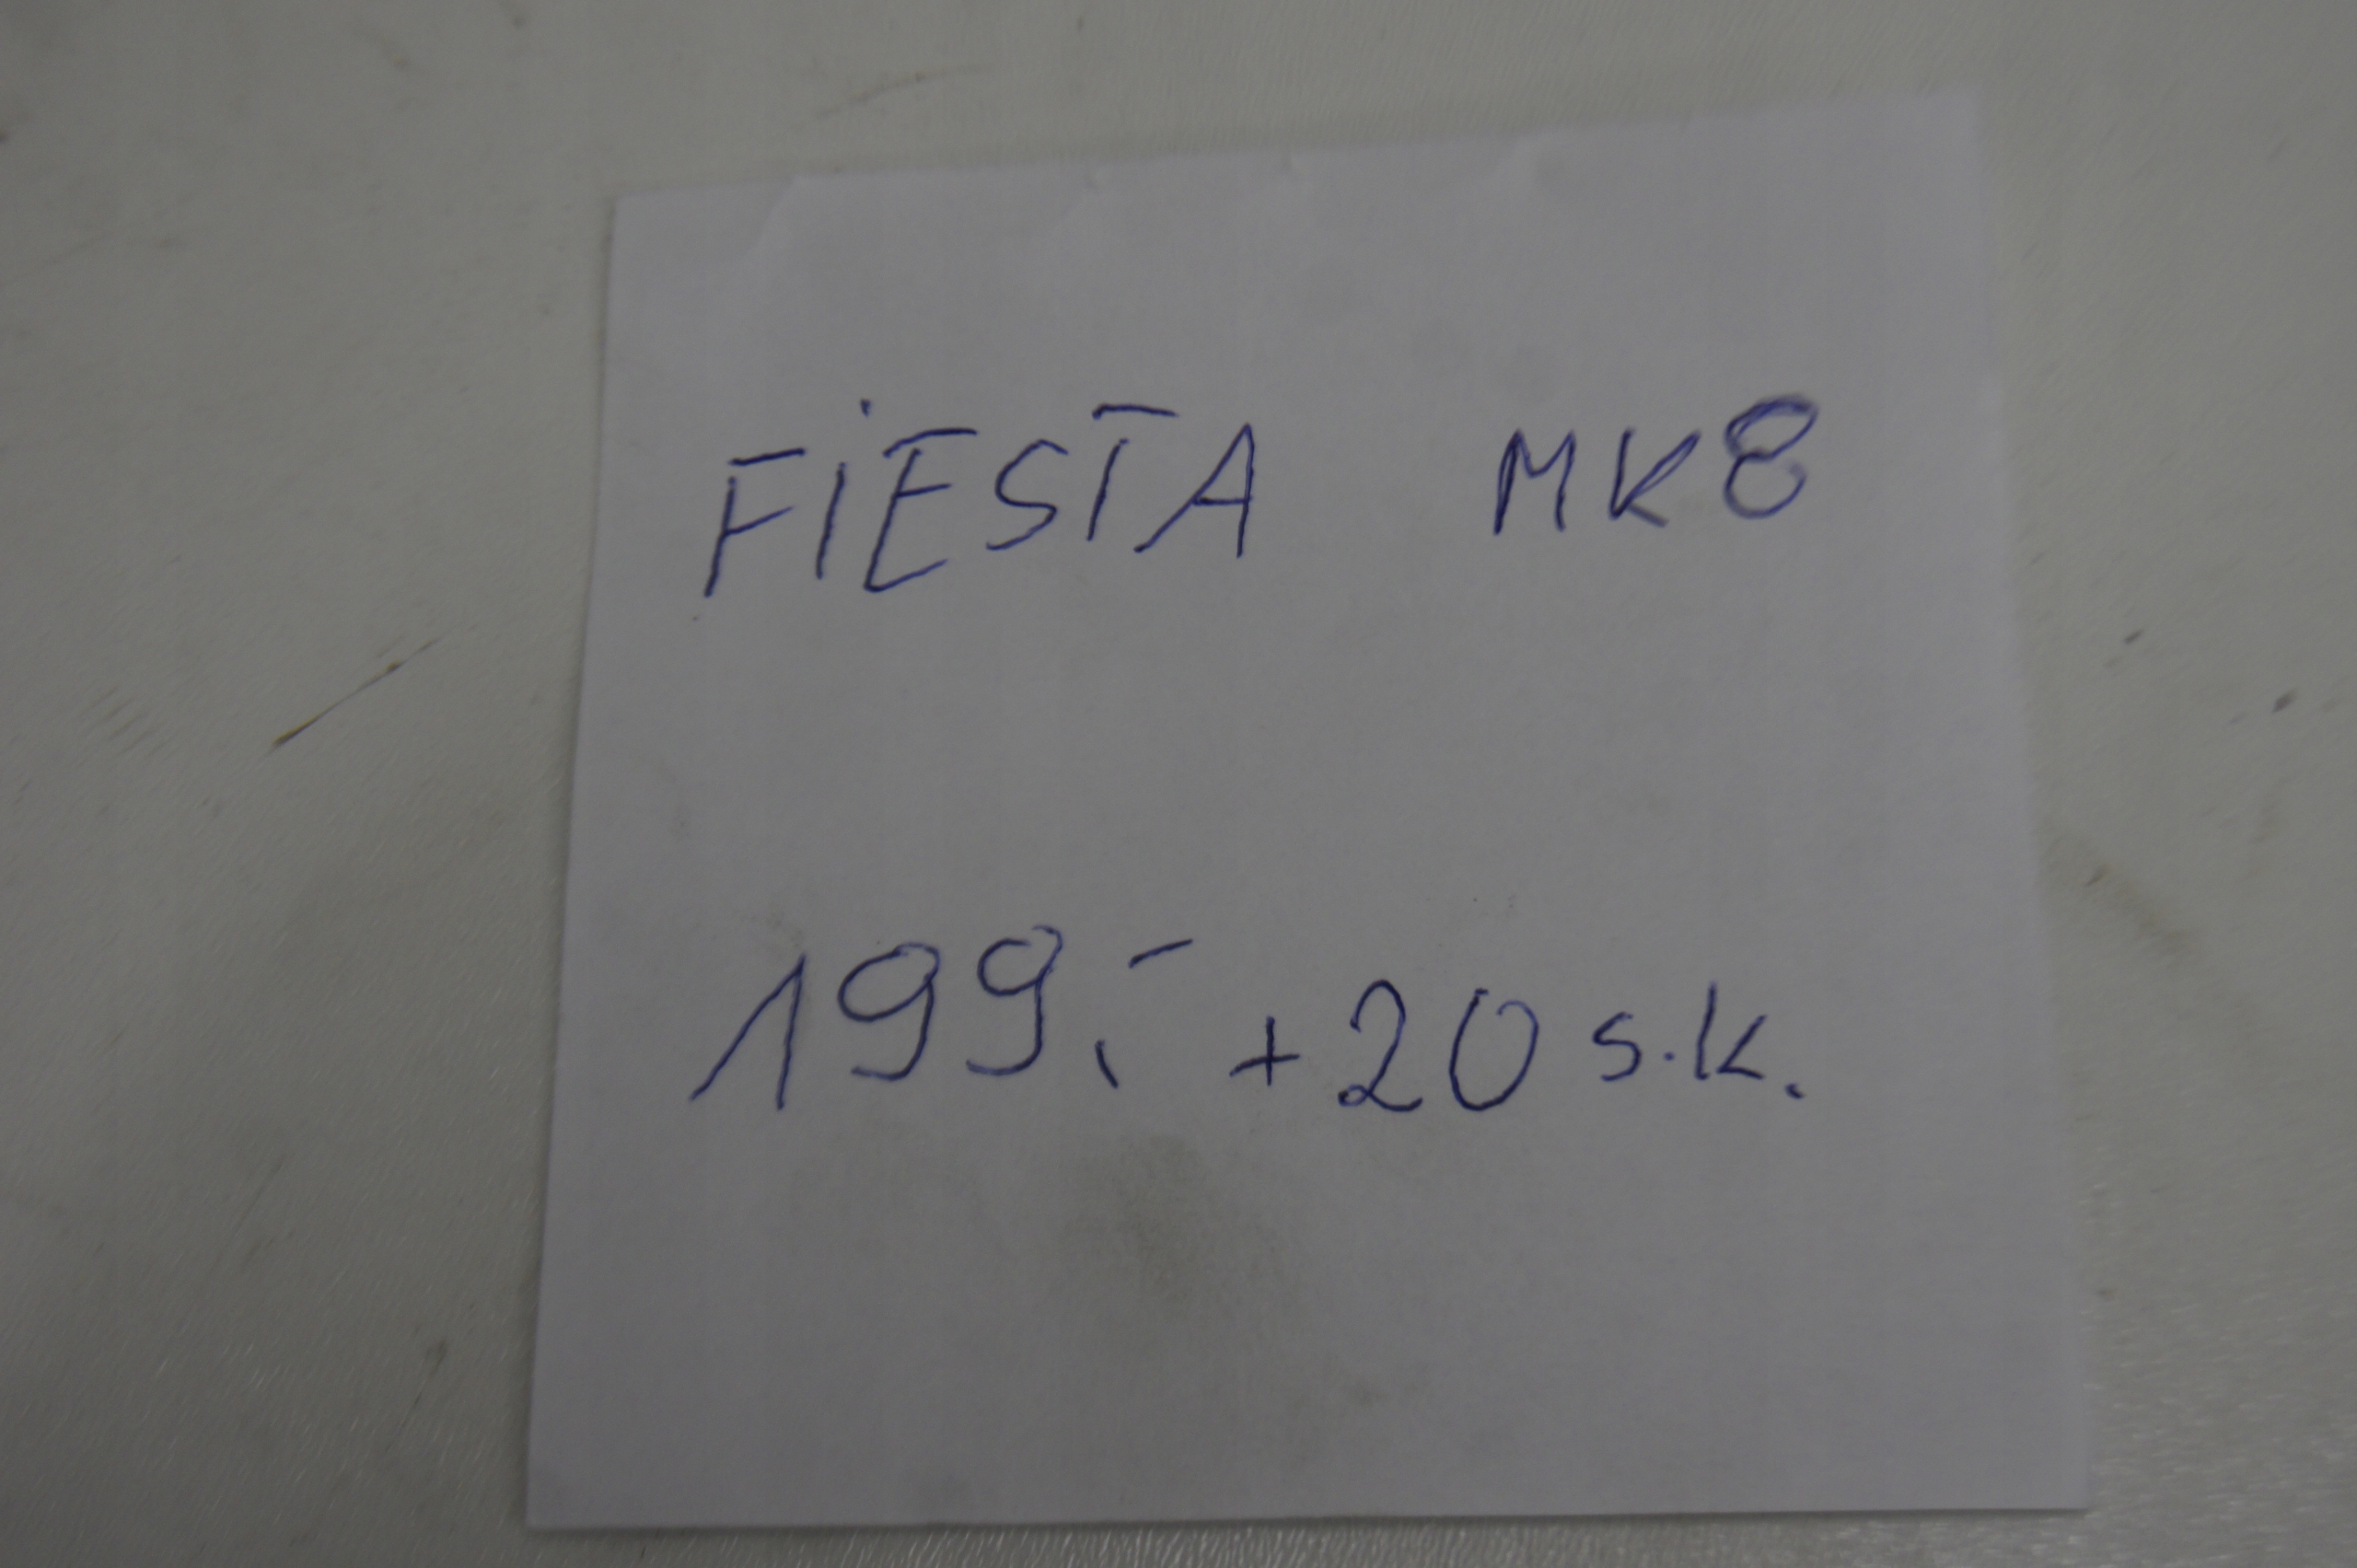 FiESTA MK8
199,- +20 s.k.